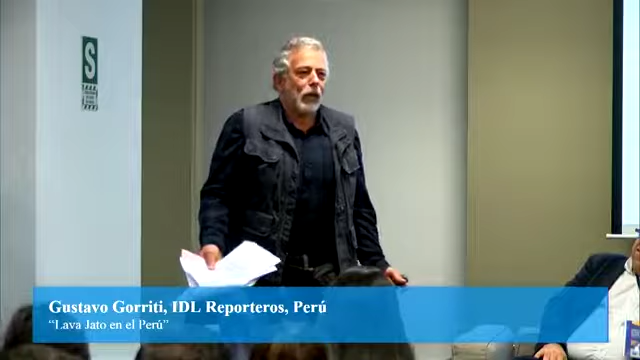 S
Gustavo Gorriti, IDL Reporteros, Perú
“Lava Jato en el Perú”